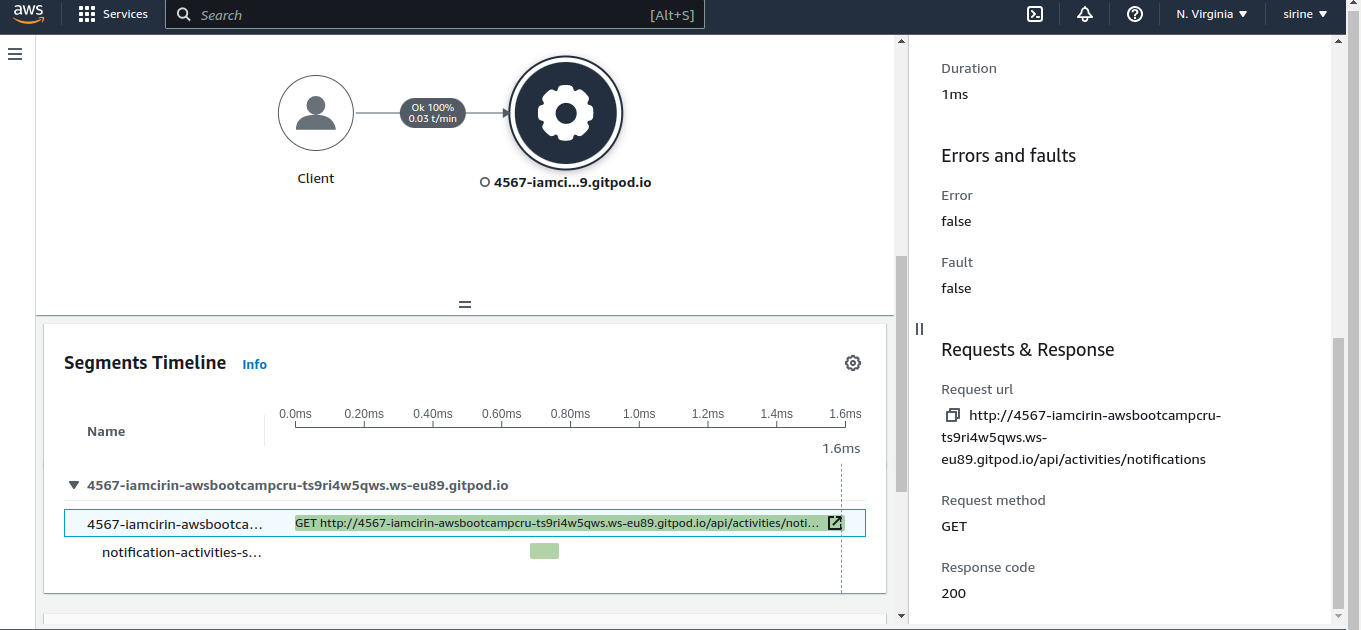 aws
Services
Search
[Alt+S]
N. Virginia
sirine
Ok 100%
0.03 t/min
Client
4567-iamci...9.gitpod.io
Segments Timeline
Info
Name
0.0ms 0.20ms 0.40ms 0.60ms 0.80ms 1.0ms 1.2ms 1.4ms 1.6ms
1.6ms
4567-iamcirin-awsbootcampcru-ts9ri4w5qws.ws-eu89.gitpod.io
4567-iamcirin-awsbootca...
GET http://4567-iamcirin-awsbootcampcru-ts9ri4w5qws.ws-eu89.gitpod.io/api/activities/noti...
notification-activities-s...
Duration
1ms
Errors and faults
Error
false
Fault
false
Requests & Response
Request url
http://4567-iamcirin-awsbootcampcru-
ts9ri4w5qws.ws-
eu89.gitpod.io/api/activities/notifications
Request method
GET
Response code
200